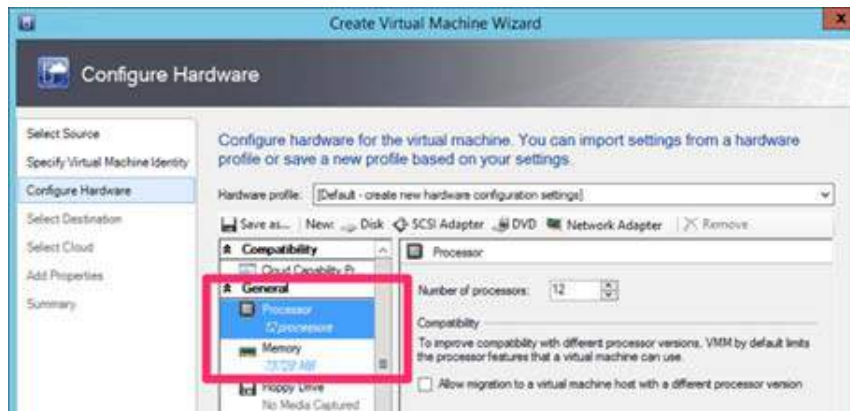 Create Virtual Machine Wizard
x
Configure Hardware
Select Source
Specify Virtual Machine Identity
Configure Hardware
Select Destination
Select Cloud
Add Properties
Summary
Configure hardware for the virtual machine. You can import settings from a hardware
profile or save a new profile based on your settings
Hardware profile: [Default - create new hardware configuration settings]
Save as... New: Disk SCSI Adapter DVD Network Adapter Remove
Compatibility
Cloud Capability Pr
General
Processor
12 processors
Memory
Floppy Drive
No Media Captured
Processor
Number of processors: 12
Compatibility
To improve compatibility with different processor versions, VMM by default limits
the processor features that a virtual machine can use.
Allow migration to a virtual machine host with a different processor version